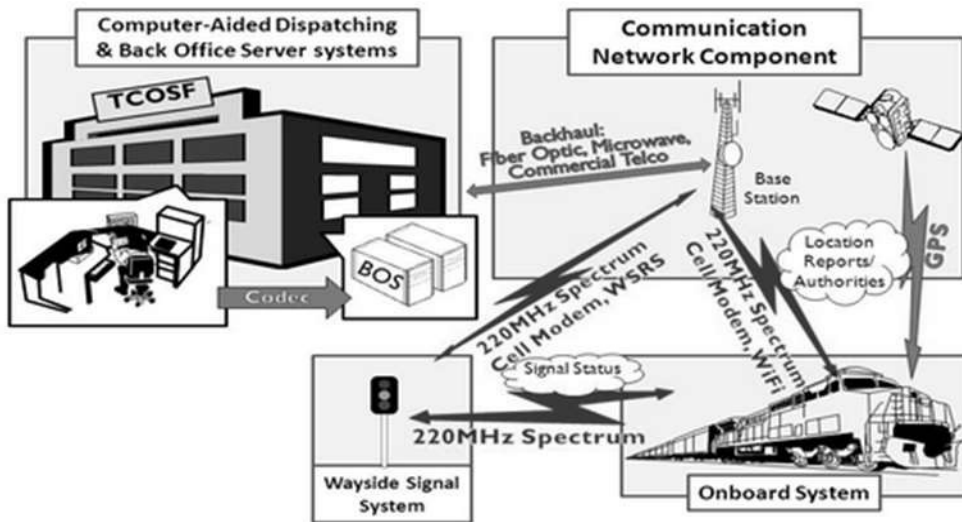 Computer-Aided Dispatching
& Back Office Server systems
TCOSF
BOS
Codec
Communication
Network Component
Backhaul:
Fiber Optic, Microwave,
Commercial Telco
Base
Station
Location
Reports/
Authorities
GPS
220MHz Spectrum
Cell Modem, WSRS
220MHz Spectrum
CellModem, WiFi
Signal Status
220MHz Spectrum
Wayside Signal
System
Onboard System